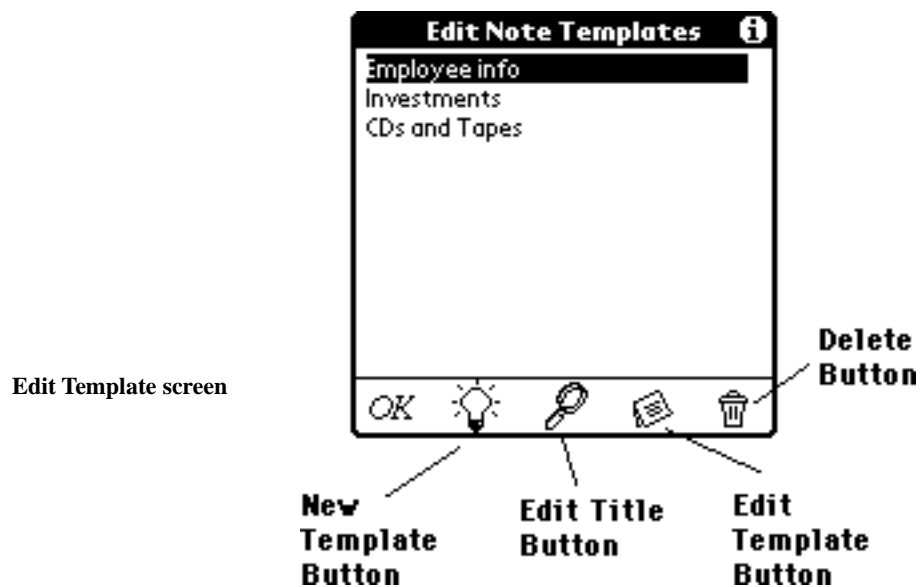 Edit Note Templates i
Employee info
Investments
CDs and Tapes
Delete
Button
Edit Template screen
OK
New
Template
Button
Edit Title
Button
Edit
Template
Button